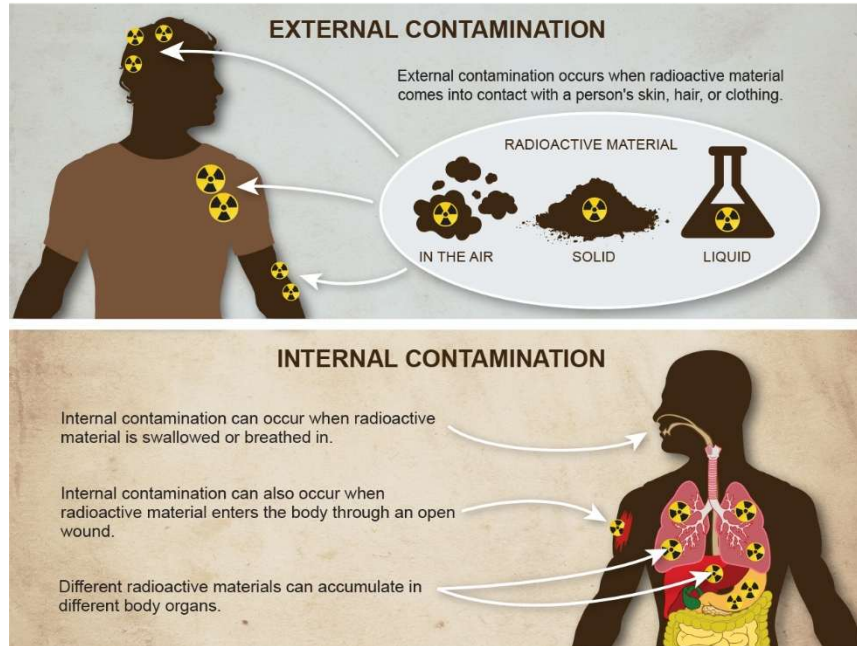 EXTERNAL CONTAMINATION
External contamination occurs when radioactive material
comes into contact with a person's skin, hair, or clothing.
RADIOACTIVE MATERIAL
IN THE AIR
SOLID
LIQUID
INTERNAL CONTAMINATION
Internal contamination can occur when radioactive
material is swallowed or breathed in.
Internal contamination can also occur when
radioactive material enters the body through an open
wound.
Different radioactive materials can accumulate in
different body organs.